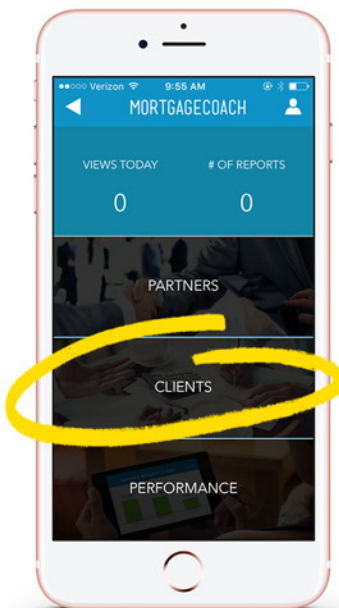 Verizon 9:55 AM
MORTGAGECOACH
VIEWS TODAY # OF REPORTS
0 0
PARTNERS
CLIENTS
PERFORMANCE